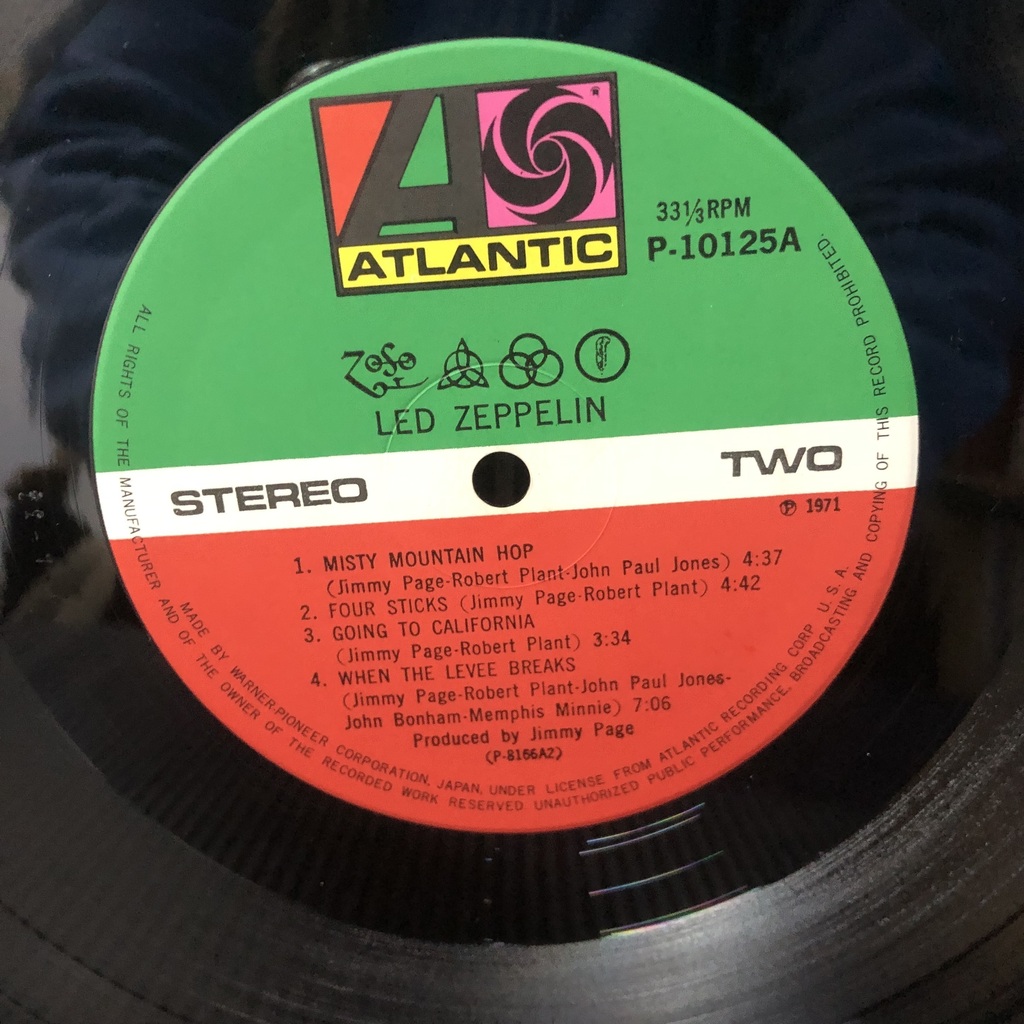 ATLANTIC
®
33⅓ RPM
P-10125A
LED ZEPPELIN
STEREO
TWO
℗ 1971
1. MISTY MOUNTAIN HOP
(Jimmy Page-Robert Plant-John Paul Jones) 4:37
2. FOUR STICKS (Jimmy Page-Robert Plant) 4:42
3. GOING TO CALIFORNIA
(Jimmy Page-Robert Plant) 3:34
4. WHEN THE LEVEE BREAKS
(Jimmy Page-Robert Plant-John Paul Jones-
John Bonham-Memphis Minnie) 7:06
Produced by Jimmy Page
(P-8166A2)
MADE BY WARNER-PIONEER CORPORATION, JAPAN, UNDER LICENSE FROM ATLANTIC RECORDING CORP. U. S. A.
ALL RIGHTS OF THE MANUFACTURER AND OF THE OWNER OF THE RECORDED WORK RESERVED UNAUTHORIZED PUBLIC PERFORMANCE, BROADCASTING AND COPYING OF THIS RECORD PROHIBITED.